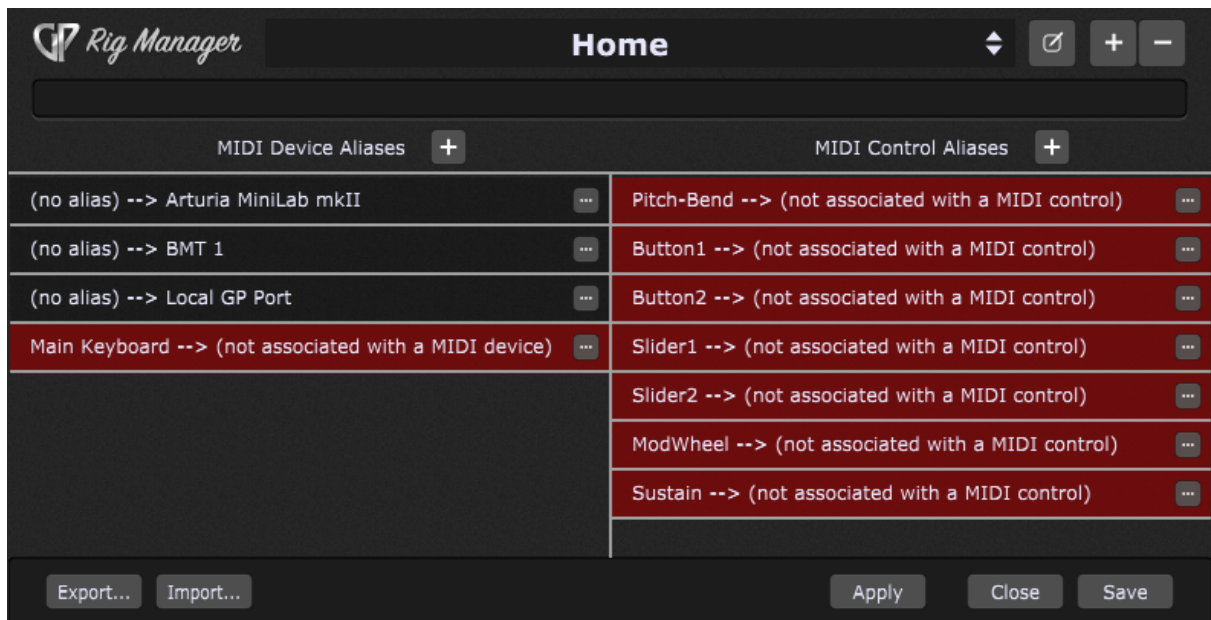 GP Rig Manager
Home
MIDI Device Aliases +
MIDI Control Aliases +
(no alias) --> Arturia MiniLab mkII
(no alias) --> BMT 1
(no alias) --> Local GP Port
Main Keyboard --> (not associated with a MIDI device)
Pitch-Bend --> (not associated with a MIDI control)
Button1 --> (not associated with a MIDI control)
Button2 --> (not associated with a MIDI control)
Slider1 --> (not associated with a MIDI control)
Slider2 --> (not associated with a MIDI control)
ModWheel --> (not associated with a MIDI control)
Sustain --> (not associated with a MIDI control)
Export... Import... Apply Close Save